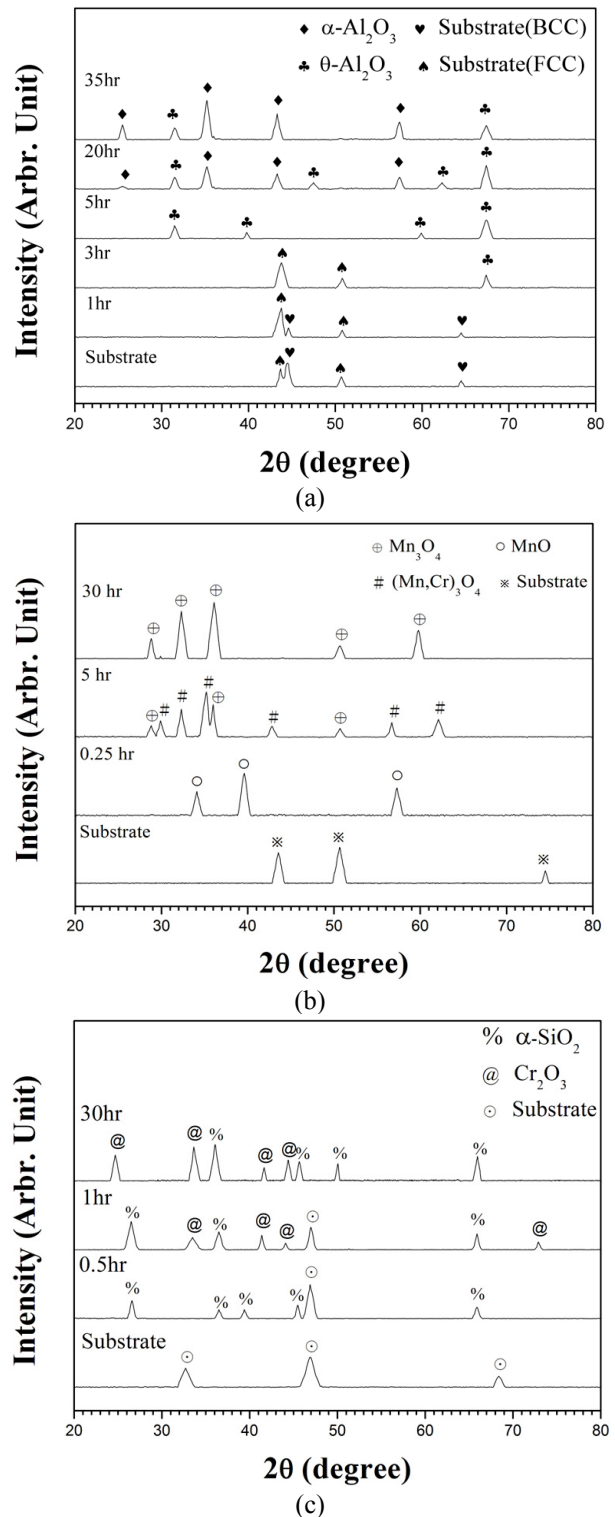 ♦ α-Al₂O₃ ♥ Substrate(BCC)
♣ θ-Al₂O₃ ♠ Substrate(FCC)
35hr
20hr
5hr
3hr
1hr
Substrate
Intensity (Arbr. Unit)
20 30 40 50 60 70 80
2θ (degree)
(a)
⊕ Mn₃O₄ ○ MnO
# (Mn,Cr)₃O₄ ※ Substrate
30 hr
5 hr
0.25 hr
Substrate
Intensity (Arbr. Unit)
20 30 40 50 60 70 80
2θ (degree)
(b)
% α-SiO₂
@ Cr₂O₃
⊙ Substrate
30hr
1hr
0.5hr
Substrate
Intensity (Arbr. Unit)
20 30 40 50 60 70 80
2θ (degree)
(c)